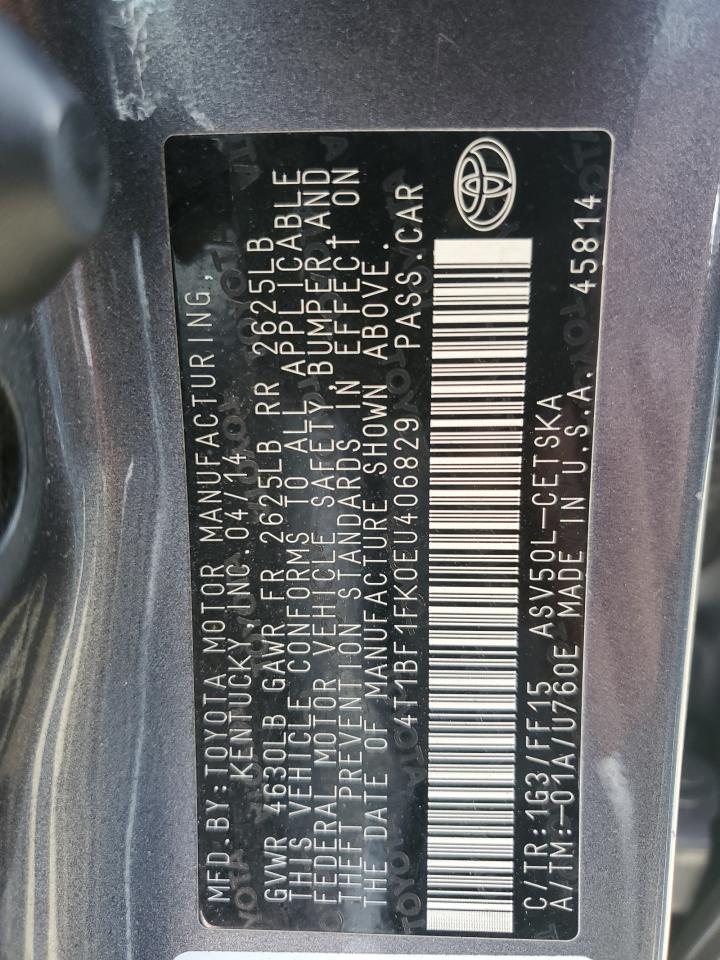 MFD.BY:TOYOTA MOTOR MANUFACTURING,
KENTUCKY, INC. 04/14
GVWR 4630LB GAWR FR 2625LB RR 2625LB
THIS VEHICLE CONFORMS TO ALL APPLICABLE
FEDERAL MOTOR VEHICLE SAFETY, BUMPER, AND
THEFT PREVENTION STANDARDS IN EFFECT ON
THE DATE OF MANUFACTURE SHOWN ABOVE.
4T1BF1FK0EU406829 PASS.CAR
C/TR:1G3/FF15 ASV50L-CETSKA
A/TM:-01A/U760E MADE IN U.S.A. 45814